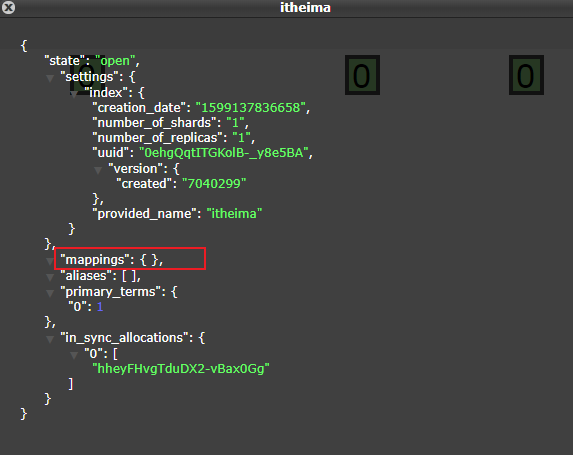 itheima
{
"state": "open",
"settings": {
"index": {
"creation_date": "1599137836658",
"number_of_shards": "1",
"number_of_replicas": "1",
"uuid": "0ehgQqtITGKolB-_y8e5BA",
"version": {
"created": "7040299"
},
"provided_name": "itheima"
}
},
"mappings": { },
"aliases": [ ],
"primary_terms": {
"0": 1
},
"in_sync_allocations": {
"0": [
"hheyFHvgTduDX2-vBax0Gg"
]
}
}
0
0
0